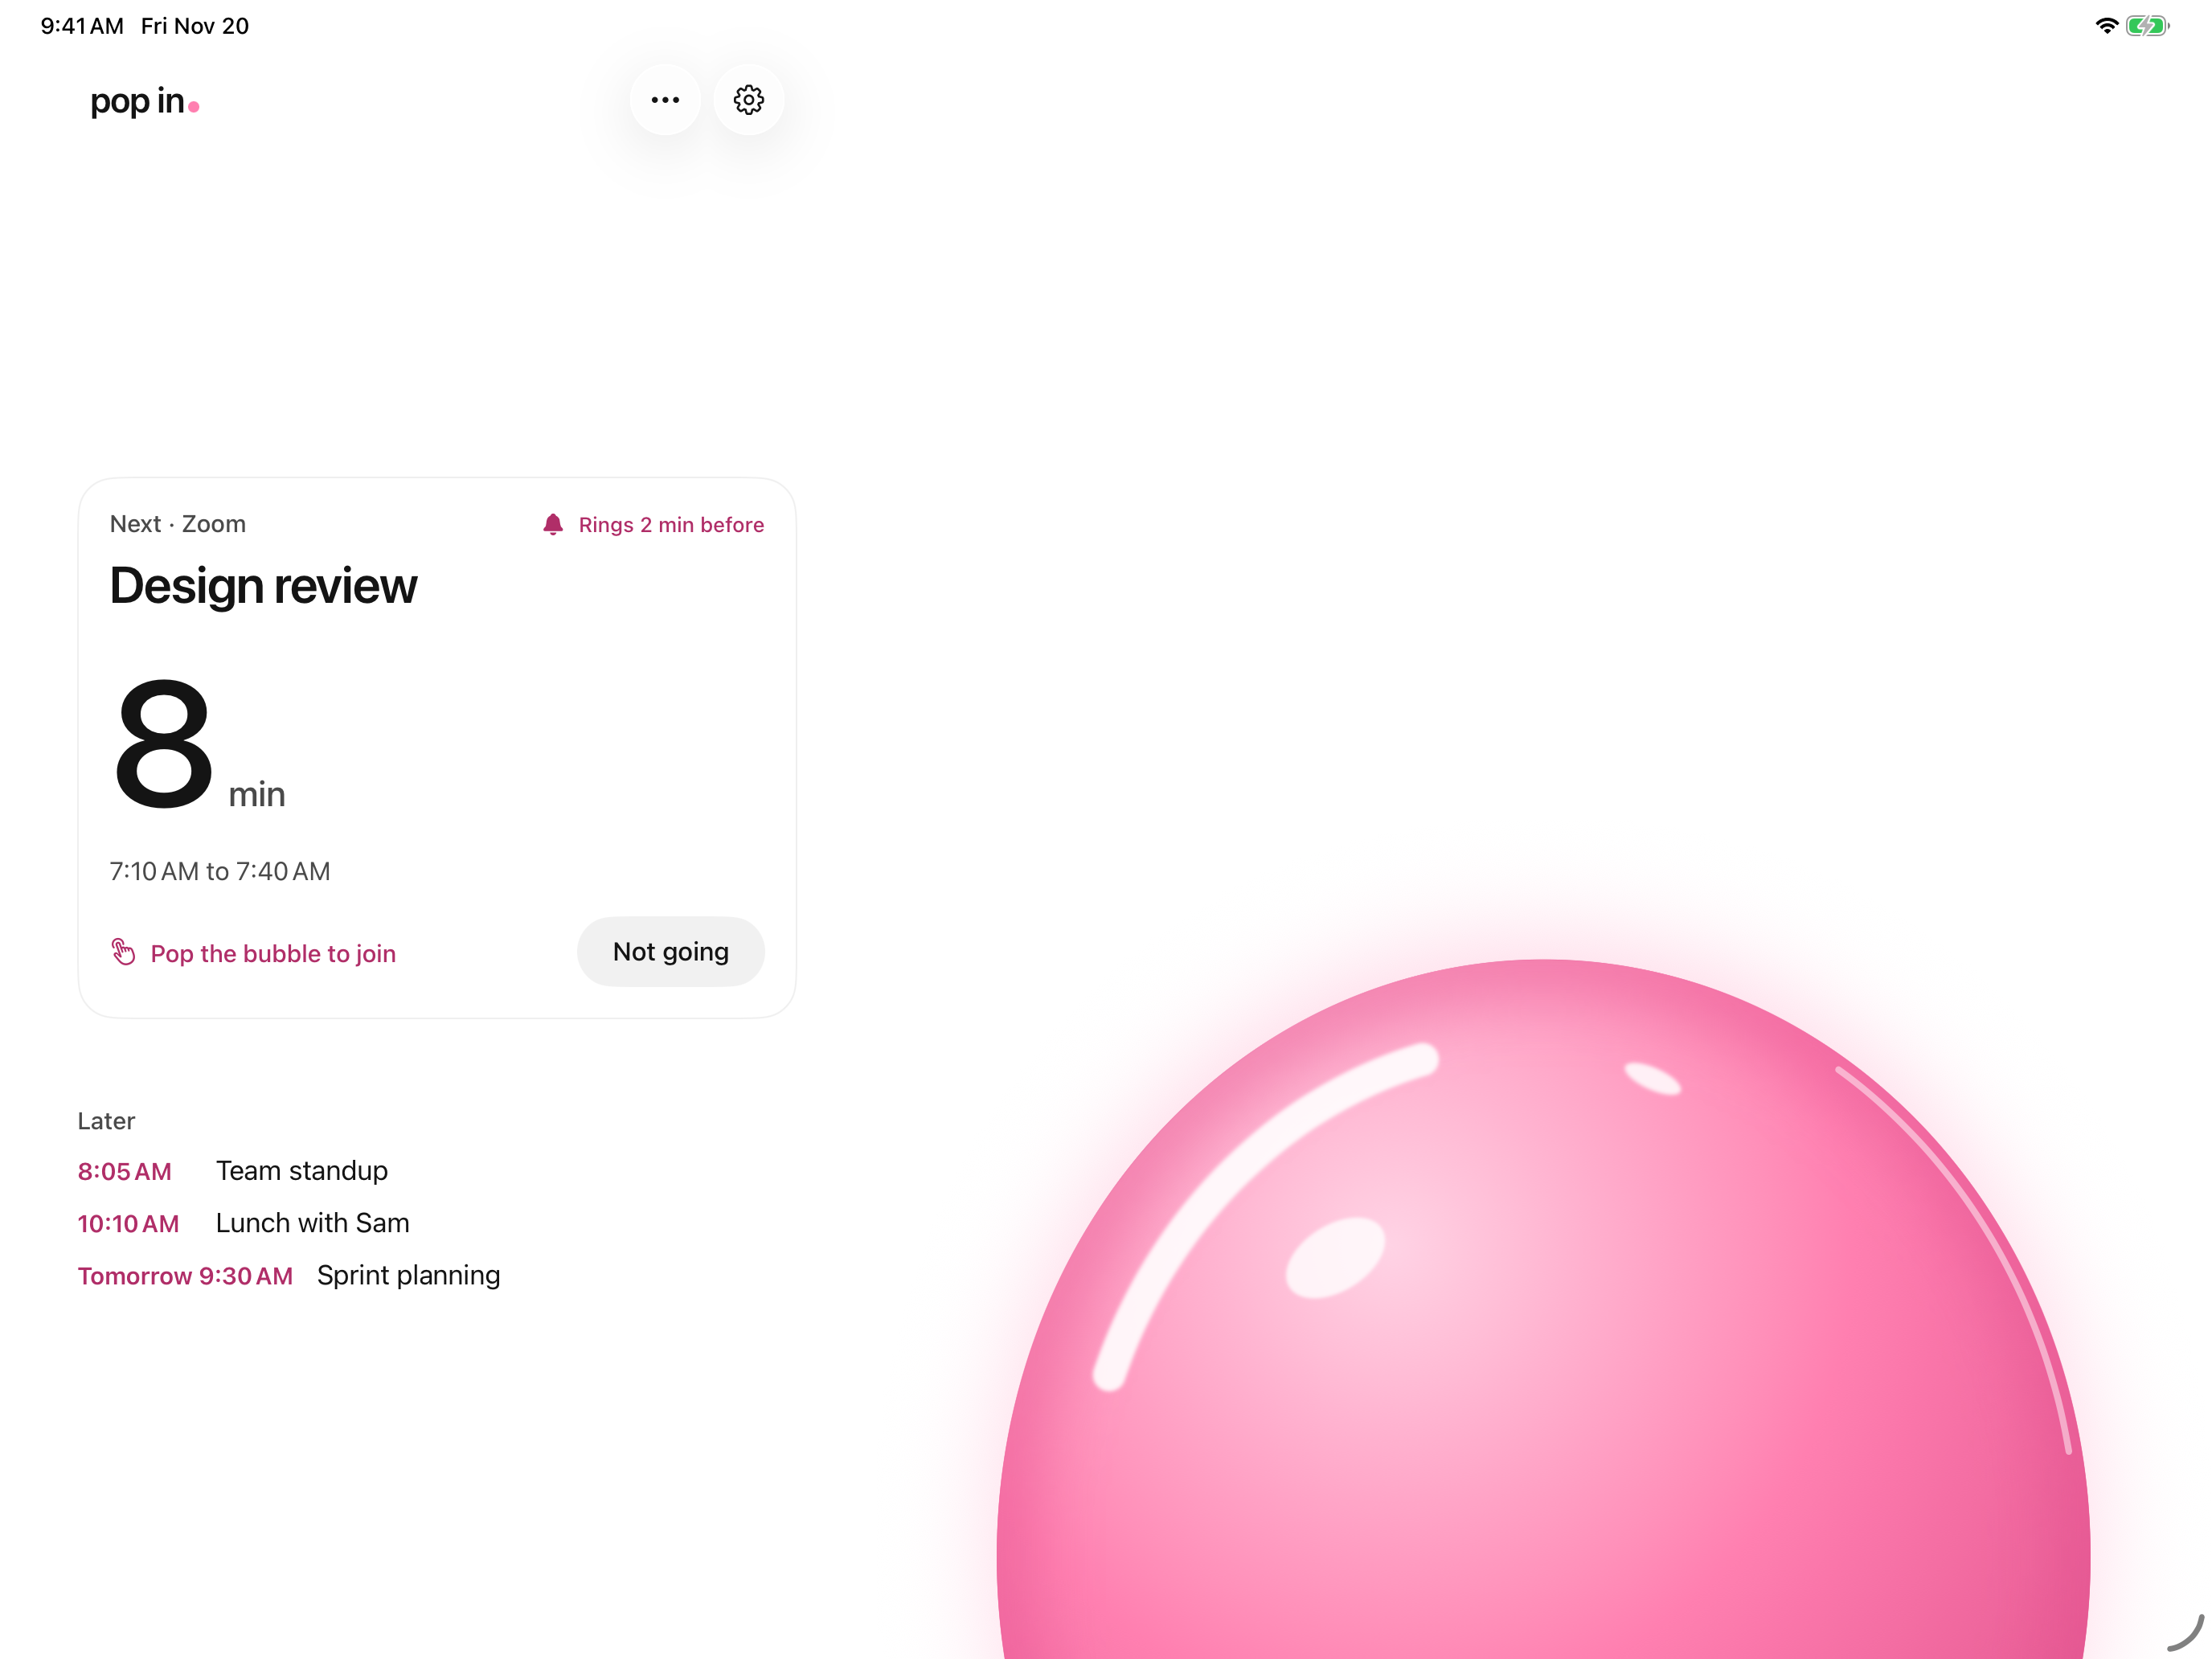 9:41 AM Fri Nov 20
pop in.
Next · Zoom
Rings 2 min before
Design review
8 min
7:10 AM to 7:40 AM
Pop the bubble to join
Not going
Later
8:05 AM Team standup
10:10 AM Lunch with Sam
Tomorrow 9:30 AM Sprint planning